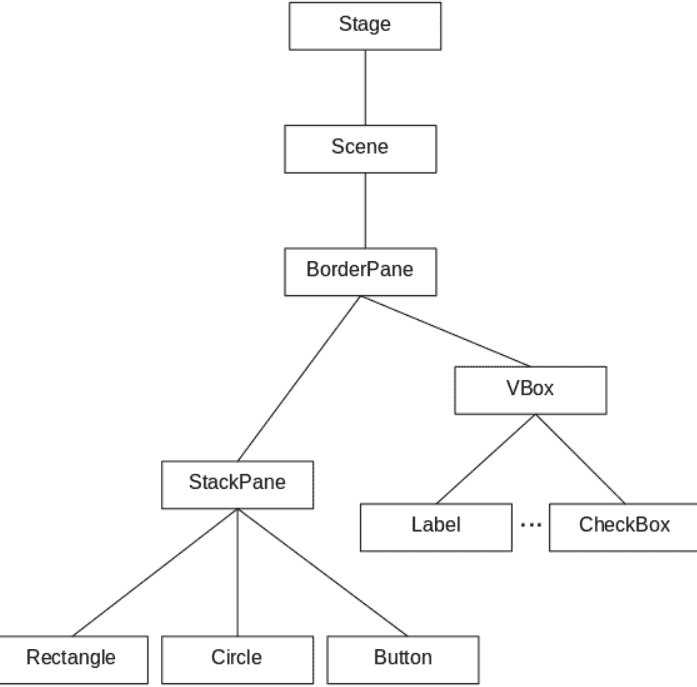 Stage
Scene
BorderPane
VBox
StackPane
Label ... CheckBox
Rectangle Circle Button